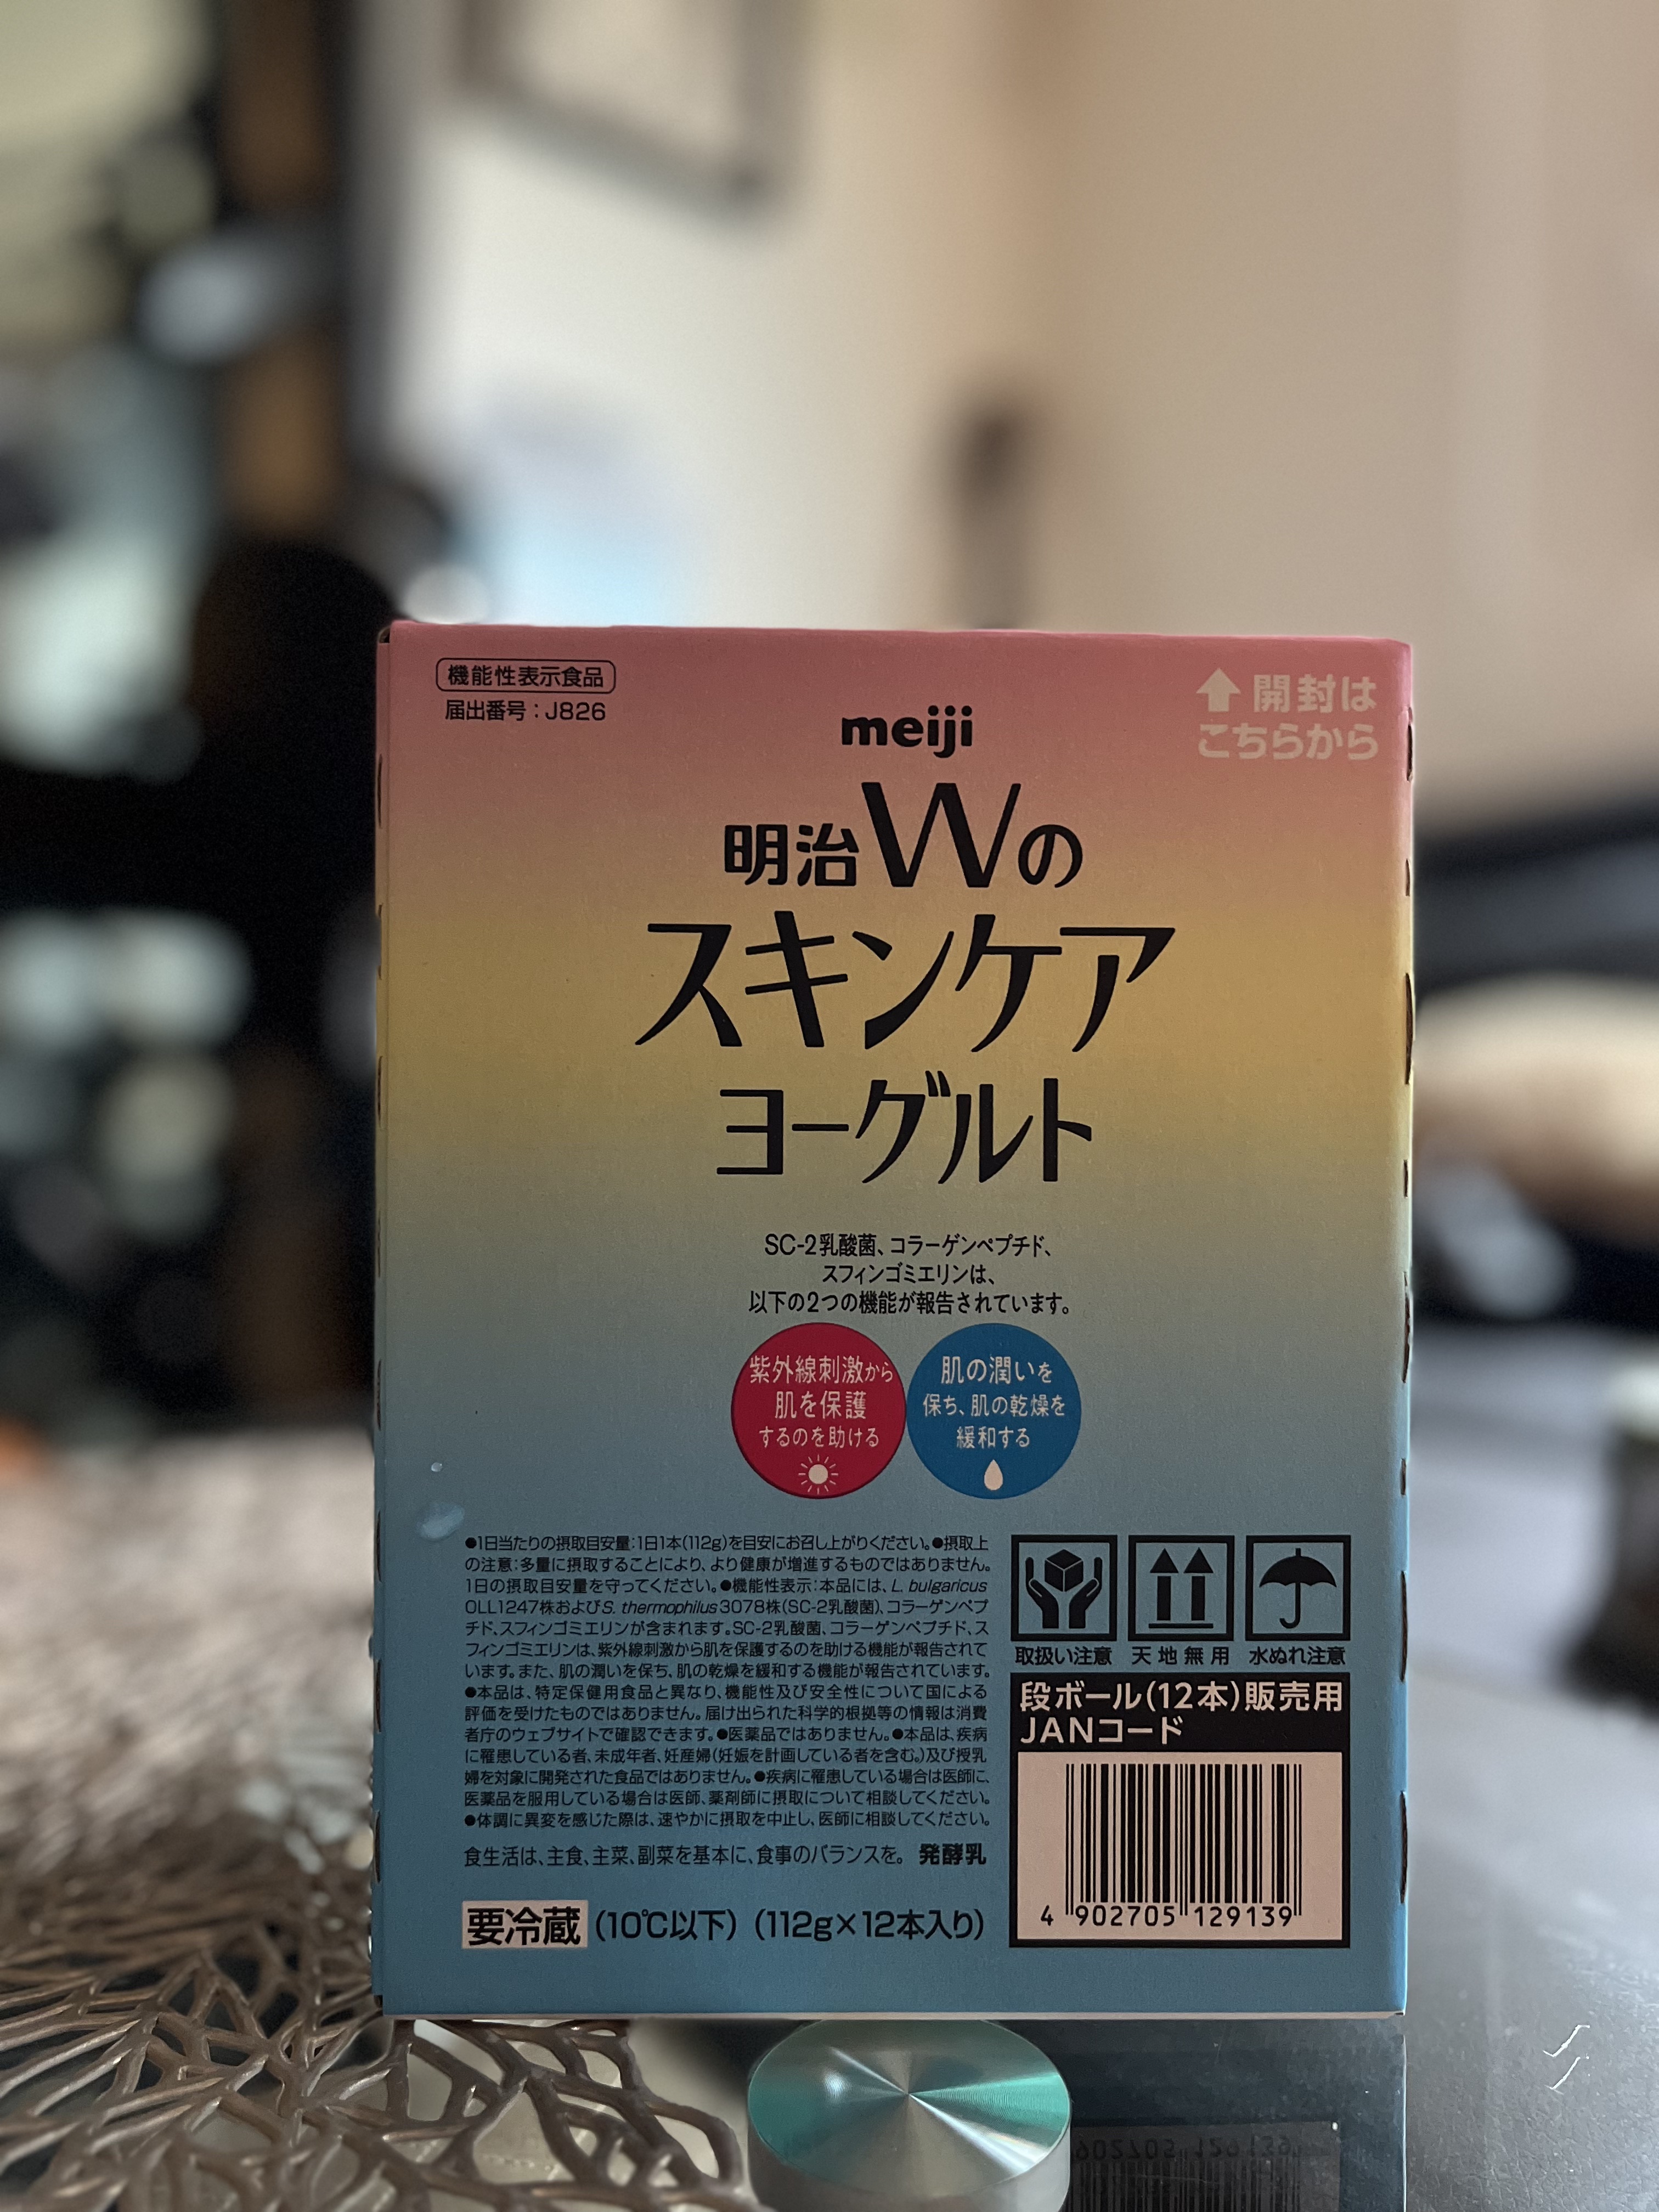 機能性表示食品
届出番号：J826
開封は
こちらから
meiji
明治Wの
スキンケア
ヨーグルト
SC-2乳酸菌、コラーゲンペプチド、
スフィンゴミエリンは、
以下の2つの機能が報告されています。
紫外線刺激から
肌を保護
するのを助ける
肌の潤いを
保ち、肌の乾燥を
緩和する
●1日当たりの摂取目安量：1日1本(112g)を目安にお召し上がりください。●摂取上
の注意：多量に摂取することにより、より健康が増進するものではありません。
1日の摂取目安量を守ってください。●機能性表示：本品には、L. bulgaricus
OLL1247株およびS. thermophilus 3078株(SC-2乳酸菌)、コラーゲンペプ
チド、スフィンゴミエリンが含まれます。SC-2乳酸菌、コラーゲンペプチド、ス
フィンゴミエリンは、紫外線刺激から肌を保護するのを助ける機能が報告されて
います。また、肌の潤いを保ち、肌の乾燥を緩和する機能が報告されています。
●本品は、特定保健用食品と異なり、機能性及び安全性について国による
評価を受けたものではありません。届け出られた科学的根拠等の情報は消費
者庁のウェブサイトで確認できます。●医薬品ではありません。●本品は、疾病
に罹患している者、未成年者、妊産婦(妊娠を計画している者を含む。)及び授乳
婦を対象に開発された食品ではありません。●疾病に罹患している場合は医師に、
医薬品を服用している場合は医師、薬剤師に摂取について相談してください。
●体調に異変を感じた際は、速やかに摂取を中止し、医師に相談してください。
食生活は、主食、主菜、副菜を基本に、食事のバランスを。 発酵乳
要冷蔵 (10℃以下) (112g×12本入り)
取扱い注意 天地無用 水ぬれ注意
段ボール(12本)販売用
JANコード
4 902705 129139